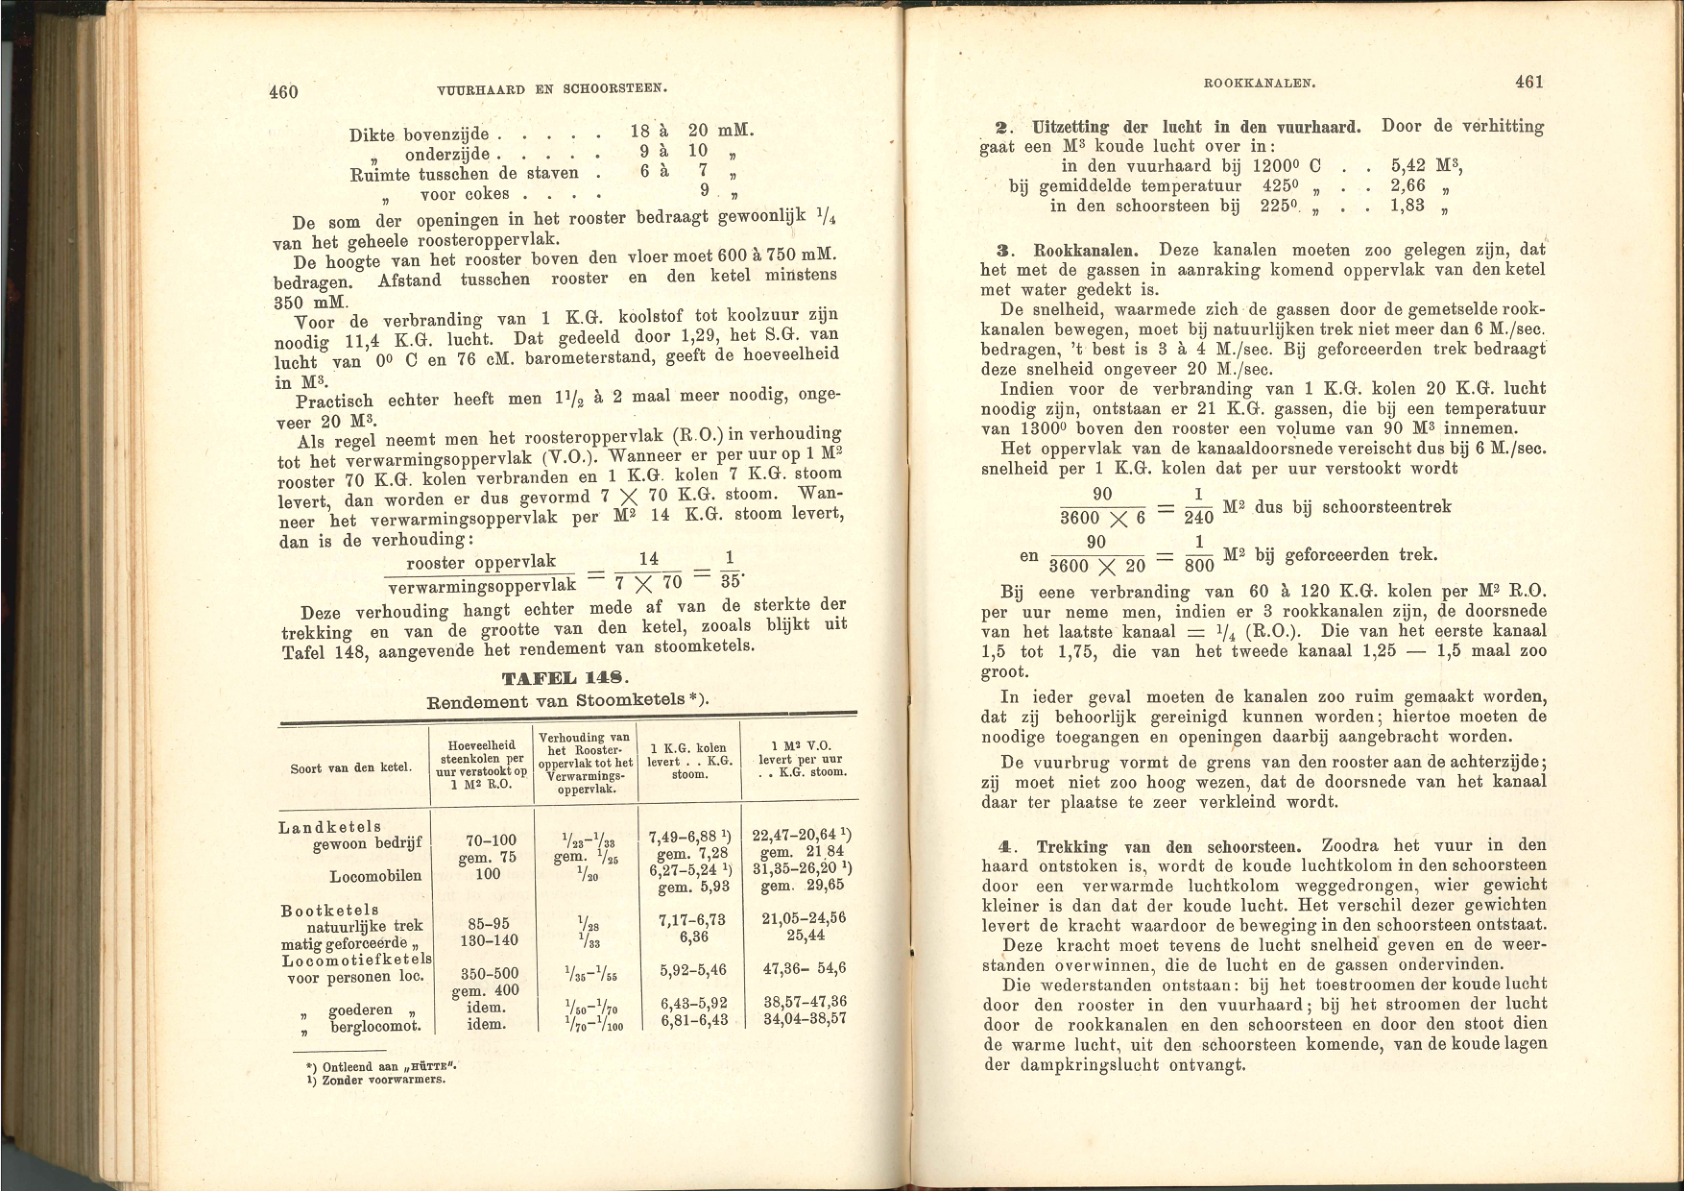 460
VUURHAARD EN SCHOORSTEEN.
Dikte bovenzijde . . . . . 18 à 20 mM.
„ onderzijde . . . . . 9 à 10 „
Ruimte tusschen de staven . 6 à 7 „
„ voor cokes . . . . 9 „
De som der openingen in het rooster bedraagt gewoonlijk 1/4
van het geheele roosteroppervlak.
De hoogte van het rooster boven den vloer moet 600 à 750 mM.
bedragen. Afstand tusschen rooster en den ketel minstens
350 mM.
Voor de verbranding van 1 K.G. koolstof tot koolzuur zijn
noodig 11,4 K.G. lucht. Dat gedeeld door 1,29, het S.G. van
lucht van 0° C en 76 cM. barometerstand, geeft de hoeveelheid
in M³.
Practisch echter heeft men 1 1/2 à 2 maal meer noodig, onge-
veer 20 M³.
Als regel neemt men het roosteroppervlak (R.O.) in verhouding
tot het verwarmingsoppervlak (V.O.). Wanneer er per uur op 1 M²
rooster 70 K.G. kolen verbranden en 1 K.G. kolen 7 K.G. stoom
levert, dan worden er dus gevormd 7 × 70 K.G. stoom. Wan-
neer het verwarmingsoppervlak per M² 14 K.G. stoom levert,
dan is de verhouding:
rooster oppervlak / verwarmingsoppervlak = 14 / 7 × 70 = 1/35.
Deze verhouding hangt echter mede af van de sterkte der
trekking en van de grootte van den ketel, zooals blijkt uit
Tafel 148, aangevende het rendement van stoomketels.
TAFEL 148.
Rendement van Stoomketels *).
Soort van den ketel.
Hoeveelheid
steenkolen per
uur verstookt op
1 M² R.O.
Verhouding van
het Rooster-
oppervlak tot het
Verwarmings-
oppervlak.
1 K.G. kolen
levert . . K.G.
stoom.
1 M² V.O.
levert per uur
. . K.G. stoom.
Landketels
gewoon bedrijf 70–100 1/23–1/33 7,49–6,88 ¹) 22,47–20,64 ¹)
gem. 75 gem. 1/25 gem. 7,28 gem. 21,84
Locomobilen 100 1/20 6,27–5,24 ¹) 31,35–26,20 ¹)
gem. 5,93 gem. 29,65
Bootketels
natuurlijke trek 85–95 1/28 7,17–6,73 21,05–24,56
matig geforceerde „ 130–140 1/33 6,36 25,44
Locomotiefketels
voor personen loc. 350–500 1/35–1/55 5,92–5,46 47,36– 54,6
gem. 400
„ goederen „ idem. 1/50–1/70 6,43–5,92 38,57–47,36
„ berglocomot. idem. 1/70–1/100 6,81–6,43 34,04–38,57
*) Ontleend aan „HÜTTE".
¹) Zonder voorwarmers.
ROOKKANALEN.
461
2. Uitzetting der lucht in den vuurhaard. Door de verhitting
gaat een M³ koude lucht over in:
in den vuurhaard bij 1200° C . . 5,42 M³,
bij gemiddelde temperatuur 425° „ . . 2,66 „
in den schoorsteen bij 225° „ . . 1,83 „
3. Rookkanalen. Deze kanalen moeten zoo gelegen zijn, dat
het met de gassen in aanraking komend oppervlak van den ketel
met water gedekt is.
De snelheid, waarmede zich de gassen door de gemetselde rook-
kanalen bewegen, moet bij natuurlijken trek niet meer dan 6 M./sec.
bedragen, 't best is 3 à 4 M./sec. Bij geforceerden trek bedraagt
deze snelheid ongeveer 20 M./sec.
Indien voor de verbranding van 1 K.G. kolen 20 K.G. lucht
noodig zijn, ontstaan er 21 K.G. gassen, die bij een temperatuur
van 1300° boven den rooster een volume van 90 M³ innemen.
Het oppervlak van de kanaaldoorsnede vereischt dus bij 6 M./sec.
snelheid per 1 K.G. kolen dat per uur verstookt wordt
90 / 3600 × 6 = 1/240 M² dus bij schoorsteentrek
en 90 / 3600 × 20 = 1/800 M² bij geforceerden trek.
Bij eene verbranding van 60 à 120 K.G. kolen per M² R.O.
per uur neme men, indien er 3 rookkanalen zijn, de doorsnede
van het laatste kanaal = 1/4 (R.O.). Die van het eerste kanaal
1,5 tot 1,75, die van het tweede kanaal 1,25 — 1,5 maal zoo
groot.
In ieder geval moeten de kanalen zoo ruim gemaakt worden,
dat zij behoorlijk gereinigd kunnen worden; hiertoe moeten de
noodige toegangen en openingen daarbij aangebracht worden.
De vuurbrug vormt de grens van den rooster aan de achterzijde;
zij moet niet zoo hoog wezen, dat de doorsnede van het kanaal
daar ter plaatse te zeer verkleind wordt.
4. Trekking van den schoorsteen. Zoodra het vuur in den
haard ontstoken is, wordt de koude luchtkolom in den schoorsteen
door een verwarmde luchtkolom weggedrongen, wier gewicht
kleiner is dan dat der koude lucht. Het verschil dezer gewichten
levert de kracht waardoor de beweging in den schoorsteen ontstaat.
Deze kracht moet tevens de lucht snelheid geven en de weer-
standen overwinnen, die de lucht en de gassen ondervinden.
Die wederstanden ontstaan: bij het toestroomen der koude lucht
door den rooster in den vuurhaard; bij het stroomen der lucht
door de rookkanalen en den schoorsteen en door den stoot dien
de warme lucht, uit den schoorsteen komende, van de koude lagen
der dampkringslucht ontvangt.